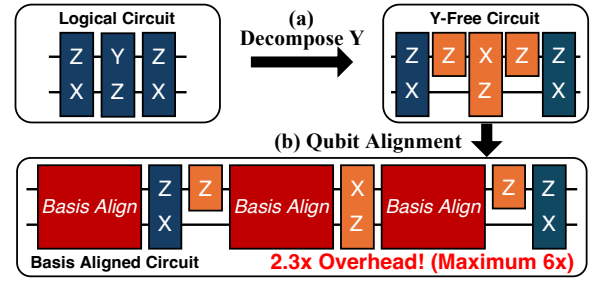 Logical Circuit
Z Y Z
X Z X
(a)
Decompose Y
Y-Free Circuit
Z Z X Z Z
X Z X
(b) Qubit Alignment
Basis Align Z Z Basis Align X Basis Align Z Z
X Z X
Basis Aligned Circuit
2.3x Overhead! (Maximum 6x)